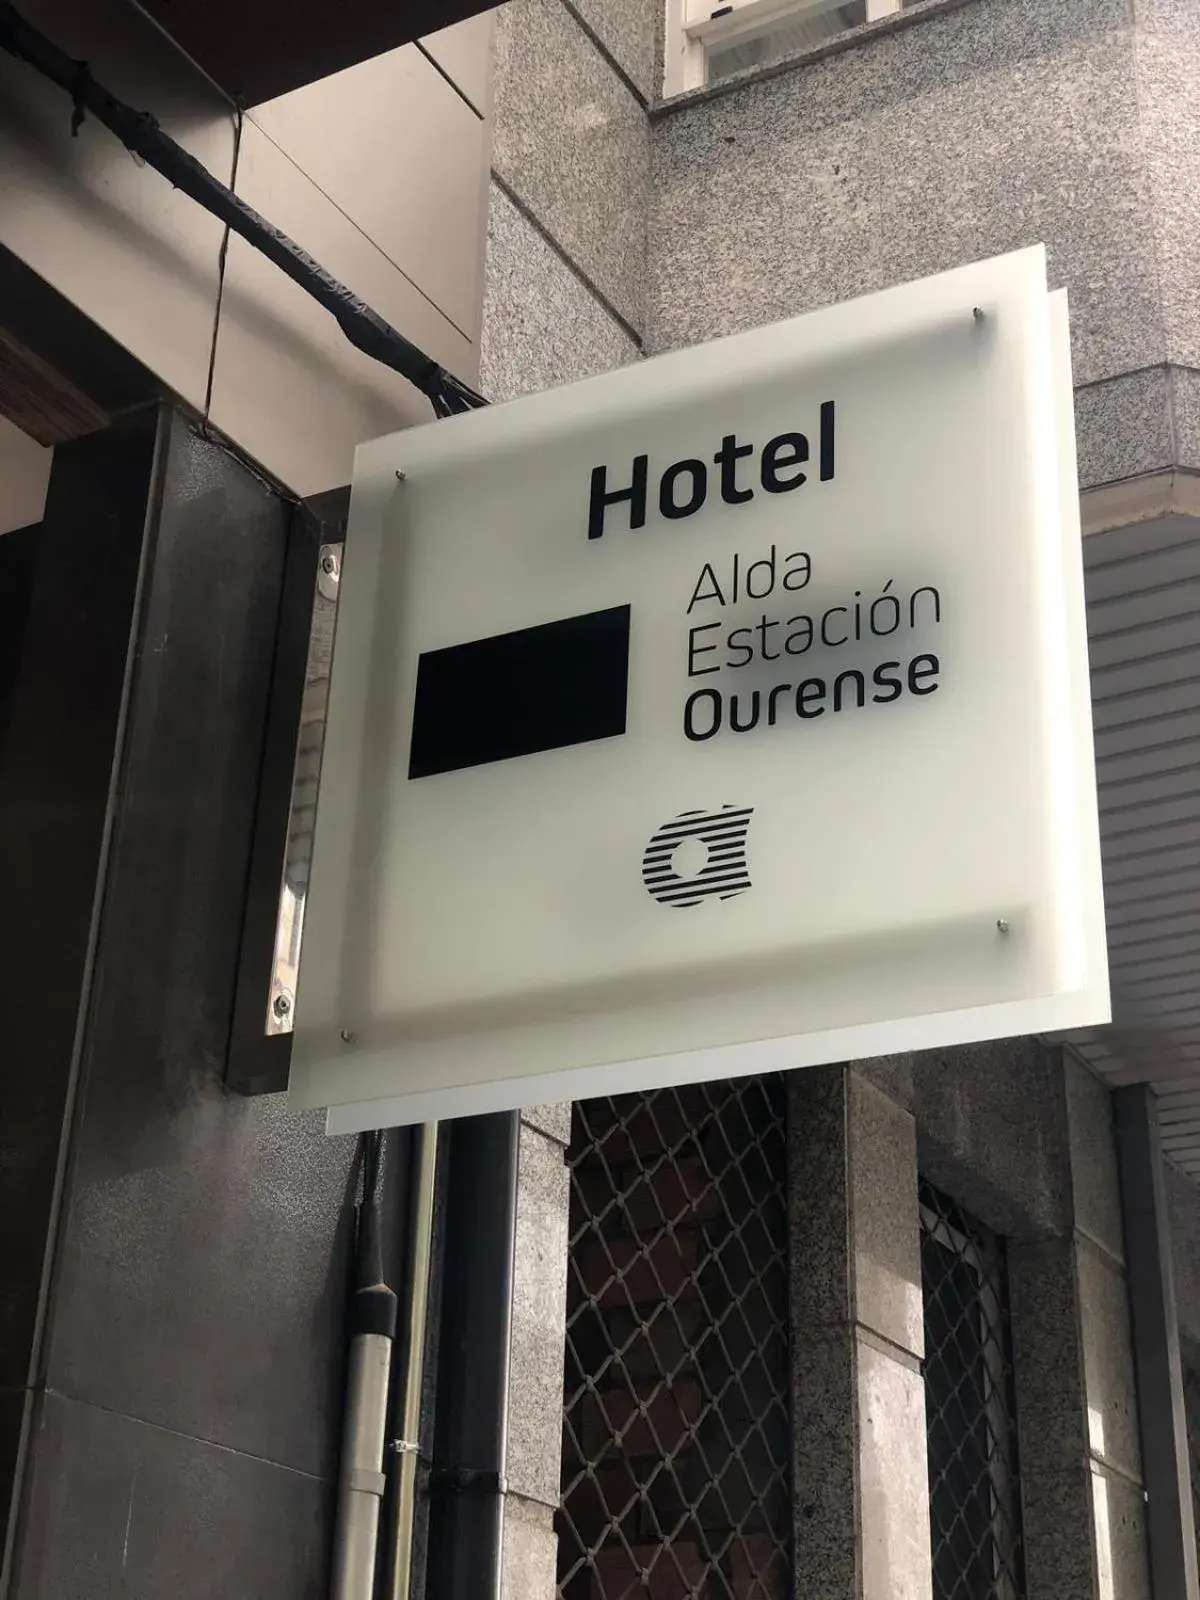 Hotel
Alda
Estación
Ourense